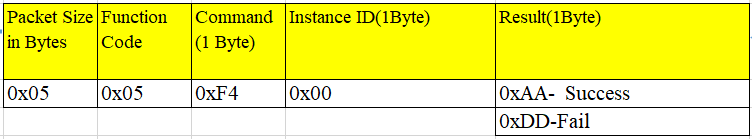 Packet Size in Bytes	Function Code	Command (1 Byte)	Instance ID(1Byte)	Result(1Byte)
0x05	0x05	0xF4	0x00	0xAA-  Success
0xDD-Fail